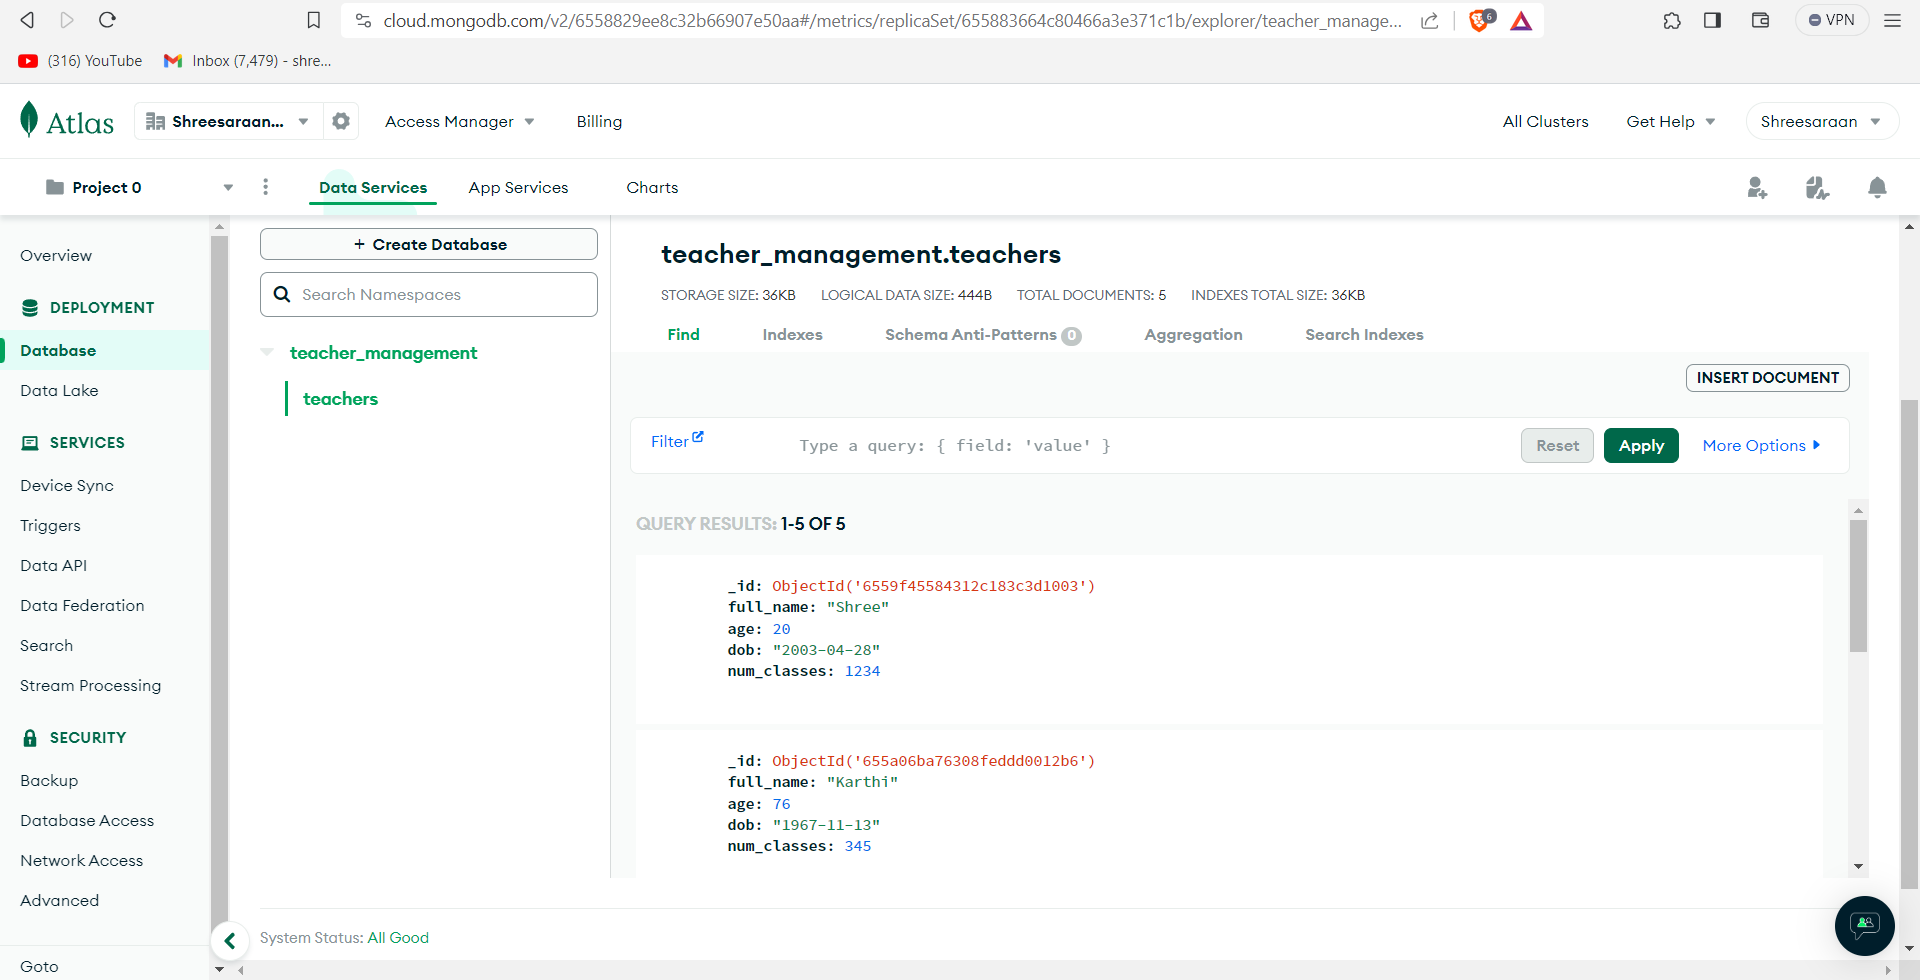 cloud.mongodb.com/v2/6558829ee8c32b66907e50aa#/metrics/replicaSet/655883664c80466a3e371c1b/explorer/teacher_manage...
6
VPN
(316) YouTube
Inbox (7,479) - shre...
Atlas
Shreesaraan...
Access Manager
Billing
All Clusters
Get Help
Shreesaraan
Project 0
Data Services
App Services
Charts
Overview
DEPLOYMENT
Database
Data Lake
SERVICES
Device Sync
Triggers
Data API
Data Federation
Search
Stream Processing
SECURITY
Backup
Database Access
Network Access
Advanced
Goto
+ Create Database
Search Namespaces
teacher_management
teachers
teacher_management.teachers
STORAGE SIZE: 36KB LOGICAL DATA SIZE: 444B TOTAL DOCUMENTS: 5 INDEXES TOTAL SIZE: 36KB
Find Indexes Schema Anti-Patterns 0 Aggregation Search Indexes
INSERT DOCUMENT
Filter Type a query: { field: 'value' } Reset Apply More Options
QUERY RESULTS: 1-5 OF 5
_id: ObjectId('6559f45584312c183c3d1003')
full_name: "Shree"
age: 20
dob: "2003-04-28"
num_classes: 1234
_id: ObjectId('655a06ba76308feddd0012b6')
full_name: "Karthi"
age: 76
dob: "1967-11-13"
num_classes: 345
System Status: All Good